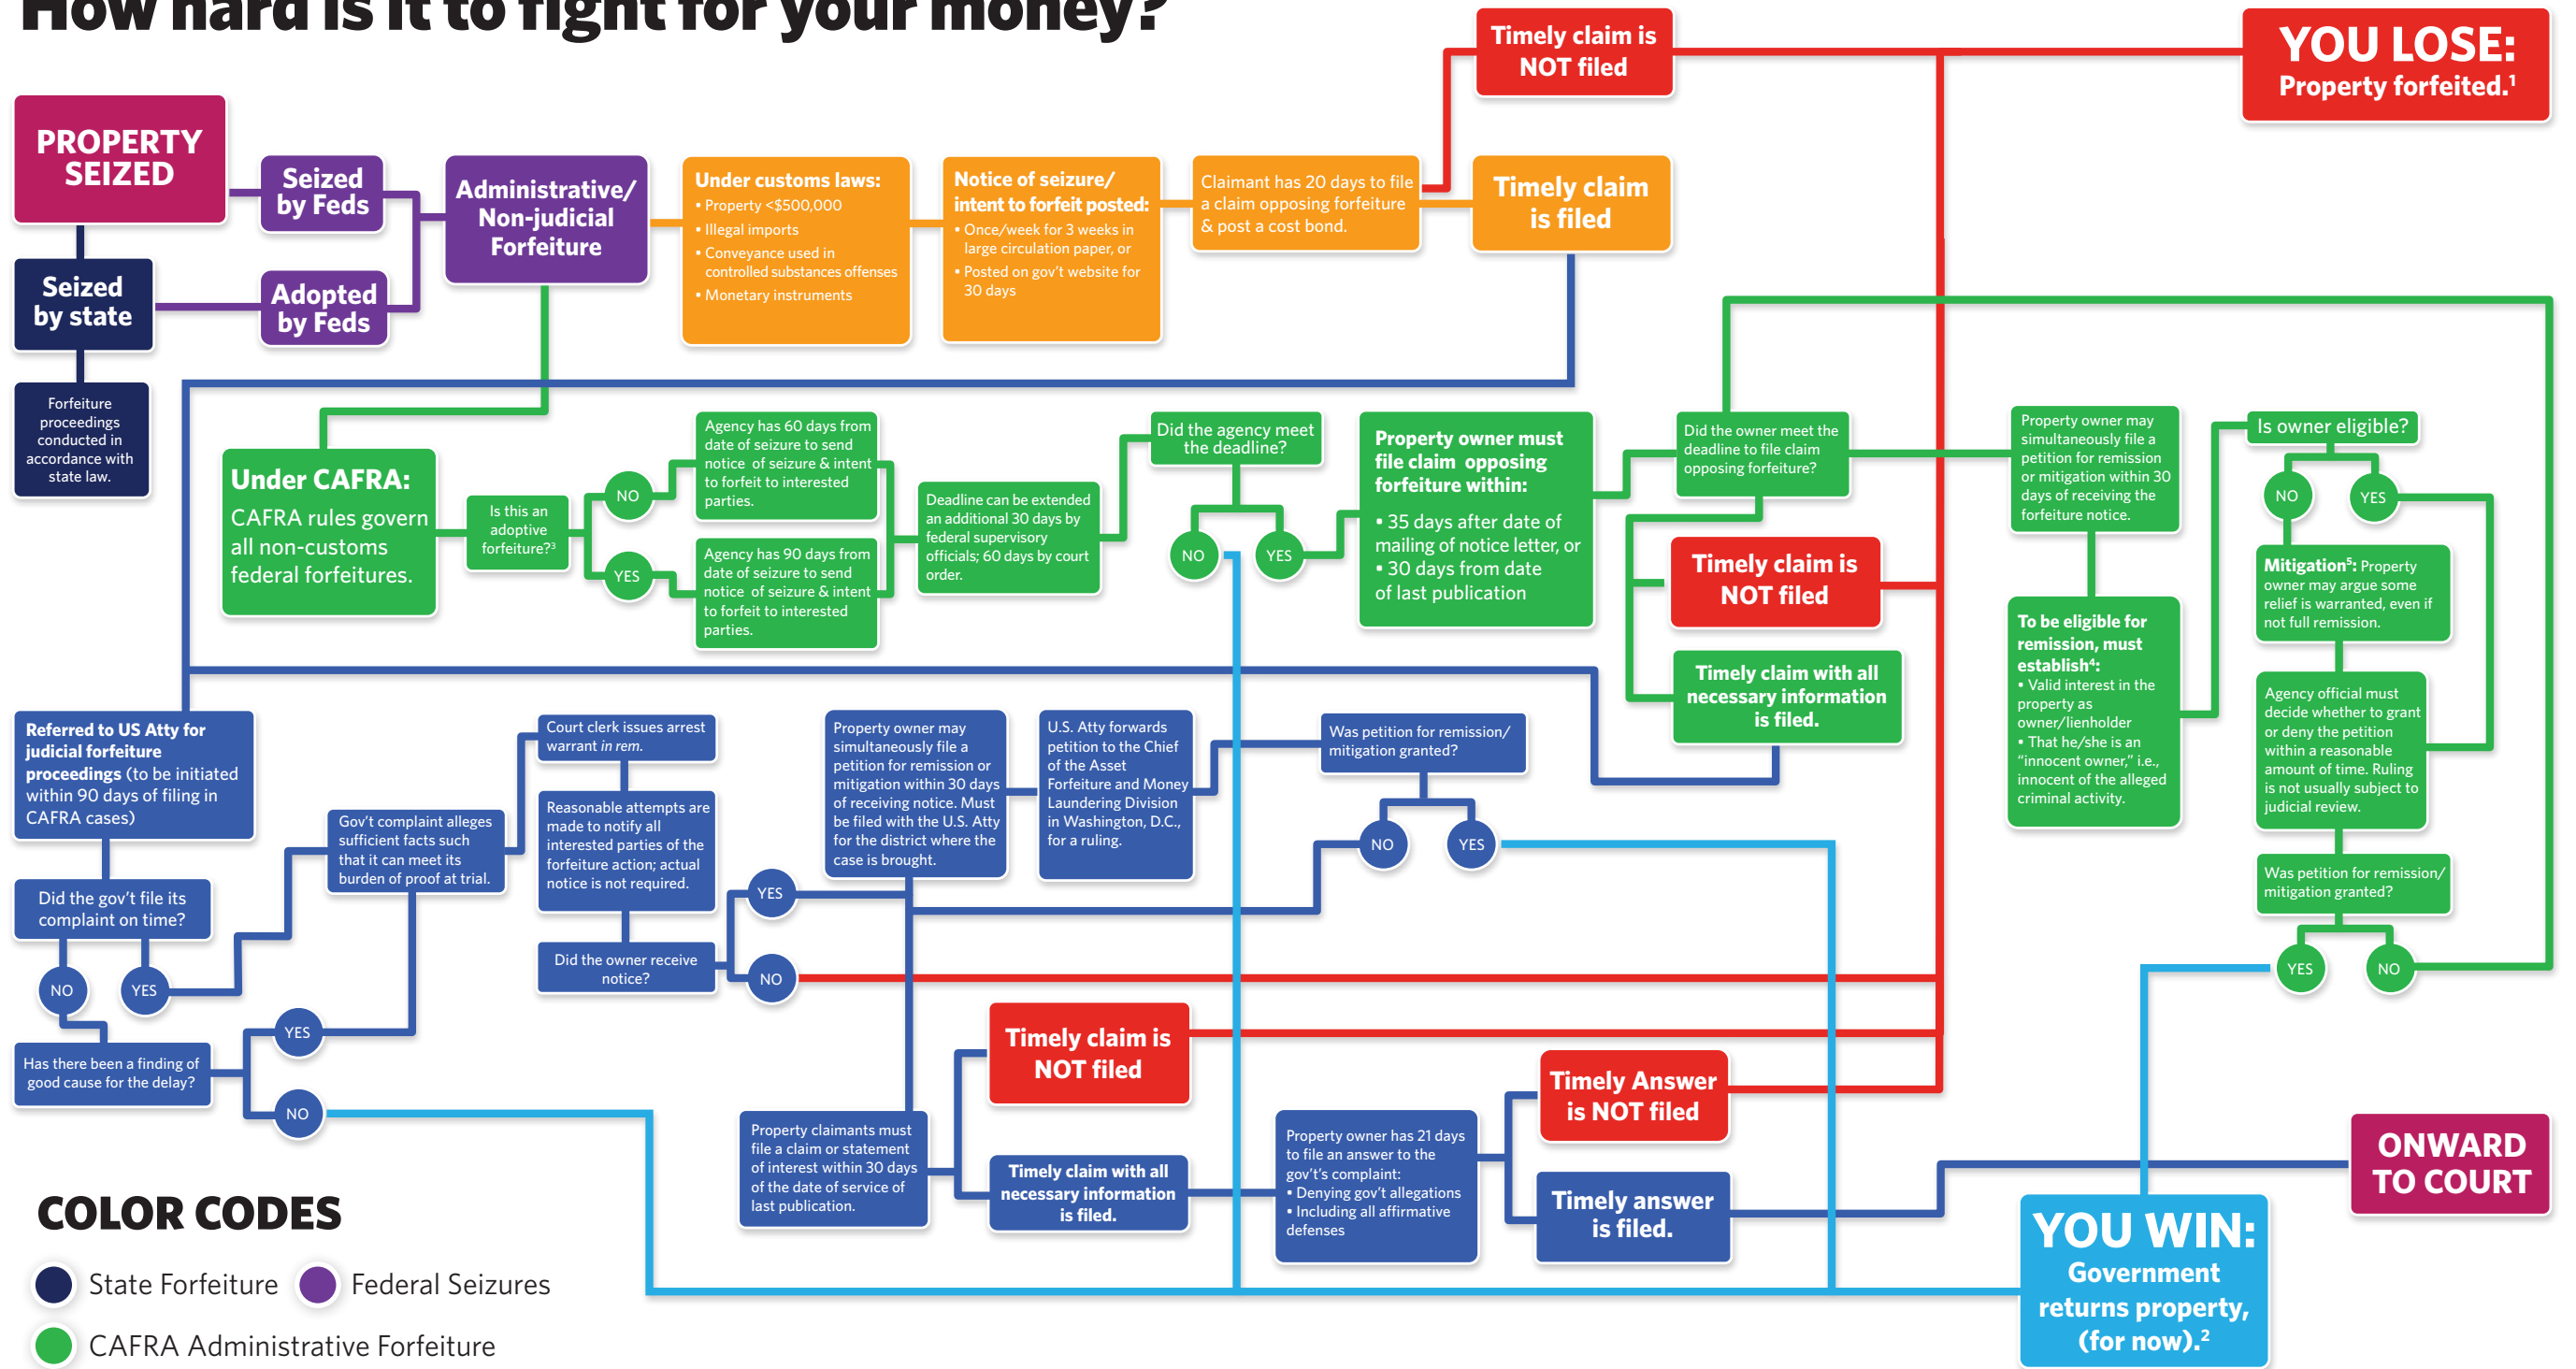 How hard is it to fight for your money?
PROPERTY
SEIZED
Seized
by Feds
Seized
by state
Adopted
by Feds
Forfeiture
proceedings
conducted in
accordance with
state law.
Administrative/
Non-judicial
Forfeiture
Under customs laws:
• Property <$500,000
• Illegal imports
• Conveyance used in
controlled substances offenses
• Monetary instruments
Notice of seizure/
intent to forfeit posted:
• Once/week for 3 weeks in
large circulation paper, or
• Posted on gov't website for
30 days
Claimant has 20 days to file
a claim opposing forfeiture
& post a cost bond.
Timely claim is
NOT filed
Timely claim
is filed
YOU LOSE:
Property forfeited.¹
Under CAFRA:
CAFRA rules govern
all non-customs
federal forfeitures.
Is this an
adoptive
forfeiture?³
NO
YES
Agency has 60 days from
date of seizure to send
notice of seizure & intent
to forfeit to interested
parties.
Agency has 90 days from
date of seizure to send
notice of seizure & intent
to forfeit to interested
parties.
Deadline can be extended
an additional 30 days by
federal supervisory
officials; 60 days by court
order.
Did the agency meet
the deadline?
NO
YES
Property owner must
file claim opposing
forfeiture within:
• 35 days after date of
mailing of notice letter, or
• 30 days from date
of last publication
Did the owner meet the
deadline to file claim
opposing forfeiture?
Timely claim is
NOT filed
Timely claim with all
necessary information
is filed.
Property owner may
simultaneously file a
petition for remission
or mitigation within 30
days of receiving the
forfeiture notice.
To be eligible for
remission, must
establish⁴:
• Valid interest in the
property as
owner/lienholder
• That he/she is an
“innocent owner,” i.e.,
innocent of the alleged
criminal activity.
Is owner eligible?
NO
YES
Mitigation⁵: Property
owner may argue some
relief is warranted, even if
not full remission.
Agency official must
decide whether to grant
or deny the petition
within a reasonable
amount of time. Ruling
is not usually subject to
judicial review.
Was petition for remission/
mitigation granted?
YES
NO
Referred to US Atty for
judicial forfeiture
proceedings (to be initiated
within 90 days of filing in
CAFRA cases)
Did the gov't file its
complaint on time?
NO
YES
Has there been a finding of
good cause for the delay?
YES
NO
Gov't complaint alleges
sufficient facts such
that it can meet its
burden of proof at trial.
Court clerk issues arrest
warrant in rem.
Reasonable attempts are
made to notify all
interested parties of the
forfeiture action; actual
notice is not required.
Did the owner receive
notice?
YES
NO
Property owner may
simultaneously file a
petition for remission or
mitigation within 30 days
of receiving notice. Must
be filed with the U.S. Atty
for the district where the
case is brought.
U.S. Atty forwards
petition to the Chief
of the Asset
Forfeiture and Money
Laundering Division
in Washington, D.C.,
for a ruling.
Was petition for remission/
mitigation granted?
NO
YES
Property claimants must
file a claim or statement
of interest within 30 days
of the date of service of
last publication.
Timely claim is
NOT filed
Timely claim with all
necessary information
is filed.
Property owner has 21 days
to file an answer to the
gov't's complaint:
• Denying gov't allegations
• Including all affirmative
defenses
Timely Answer
is NOT filed
Timely answer
is filed.
ONWARD
TO COURT
YOU WIN:
Government
returns property,
(for now).²
COLOR CODES
State Forfeiture
Federal Seizures
CAFRA Administrative Forfeiture